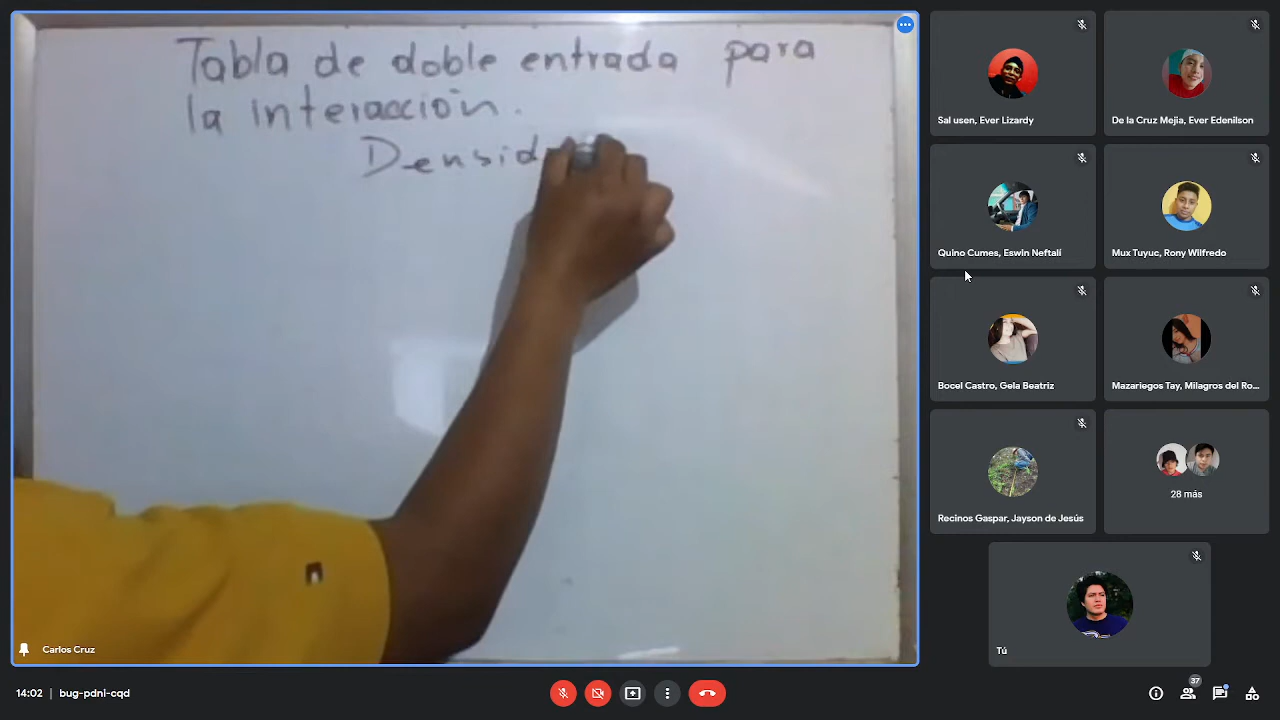 Tabla de doble entrada para
la interacción.
Densid
Carlos Cruz
Sal usen, Ever Lizardy
De la Cruz Mejia, Ever Edenilson
Quino Cumes, Eswin Neftalí
Mux Tuyuc, Rony Wilfredo
Bocel Castro, Gela Beatriz
Mazariegos Tay, Milagros del Ro...
Recinos Gaspar, Jayson de Jesús
28 más
Tú
14:02 | bug-pdni-cqd
37